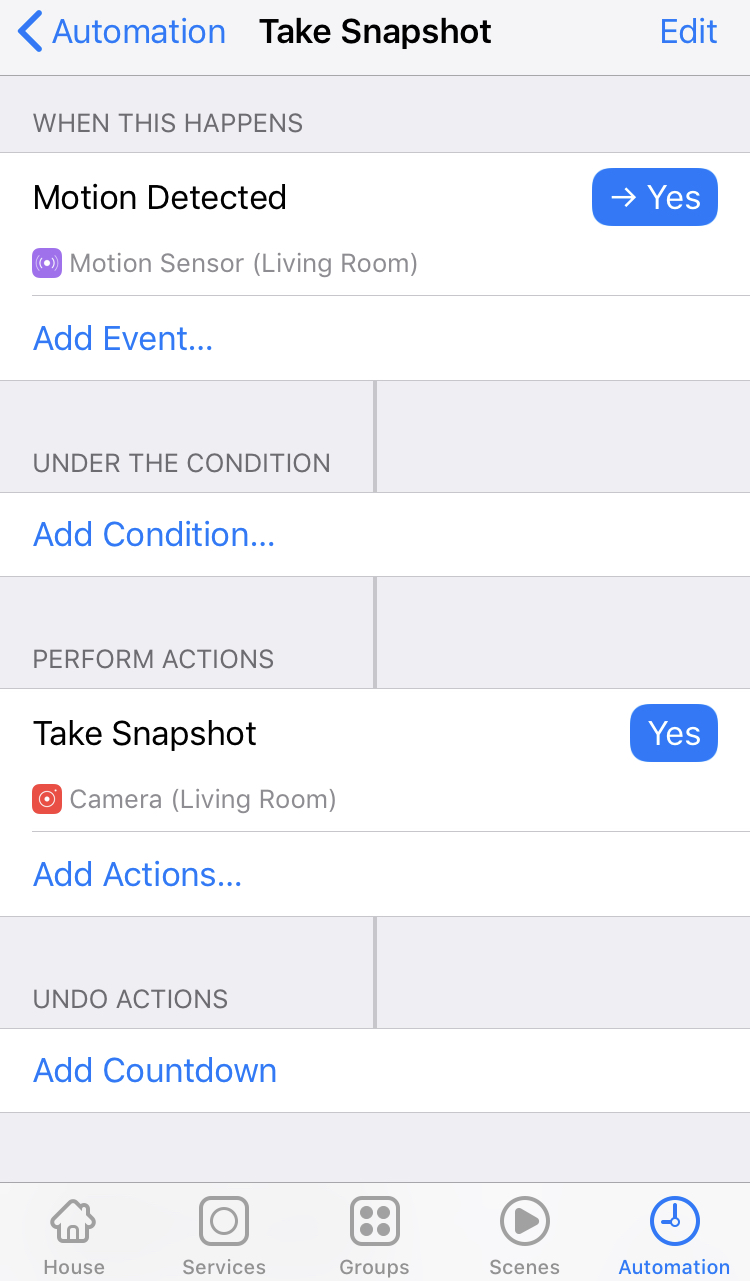 Automation Take Snapshot Edit
WHEN THIS HAPPENS
Motion Detected → Yes
Motion Sensor (Living Room)
Add Event...
UNDER THE CONDITION
Add Condition...
PERFORM ACTIONS
Take Snapshot Yes
Camera (Living Room)
Add Actions...
UNDO ACTIONS
Add Countdown
House Services Groups Scenes Automation